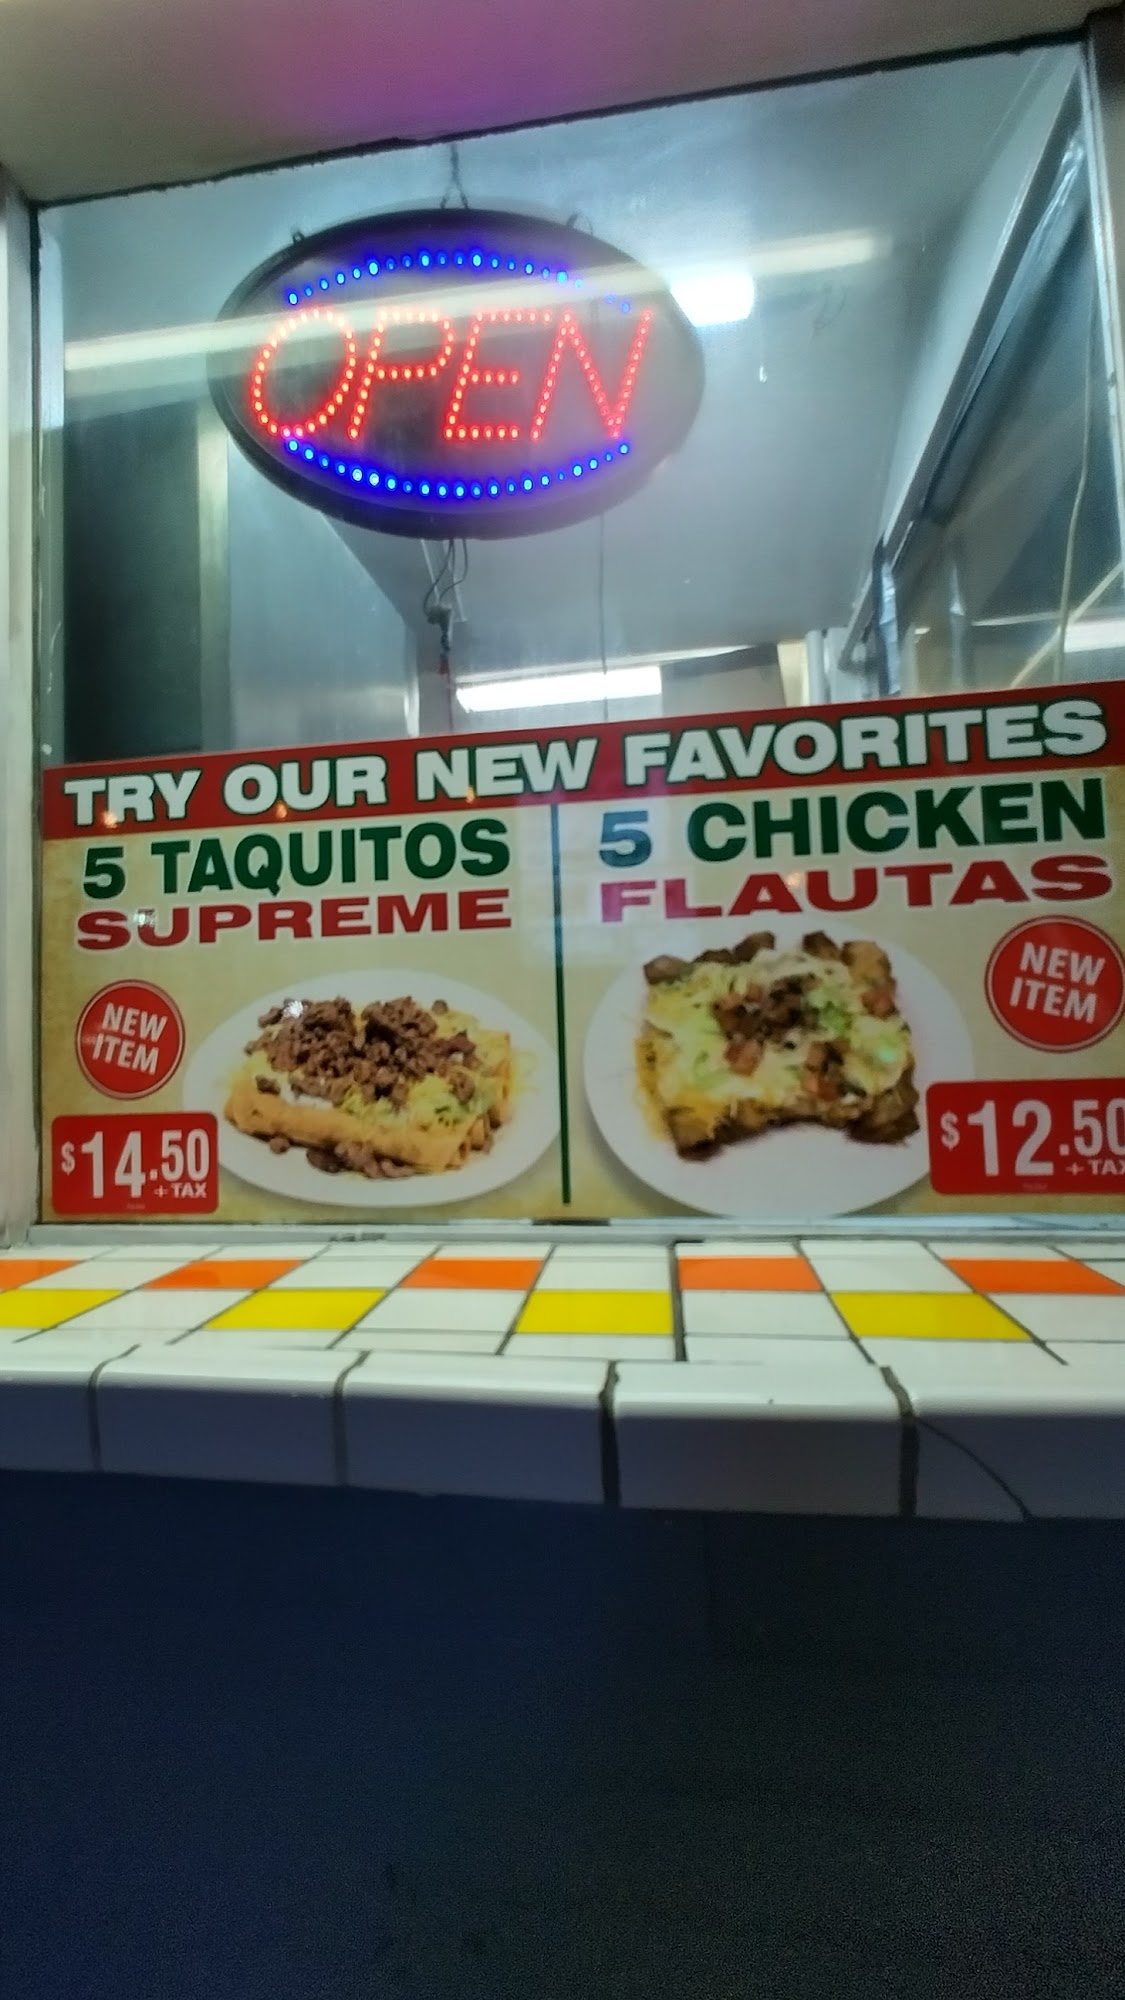 OPEN
TRY OUR NEW FAVORITES
5 TAQUITOS
SUPREME
NEW
ITEM
$14.50
+ TAX
5 CHICKEN
FLAUTAS
NEW
ITEM
$12.50
+ TAX